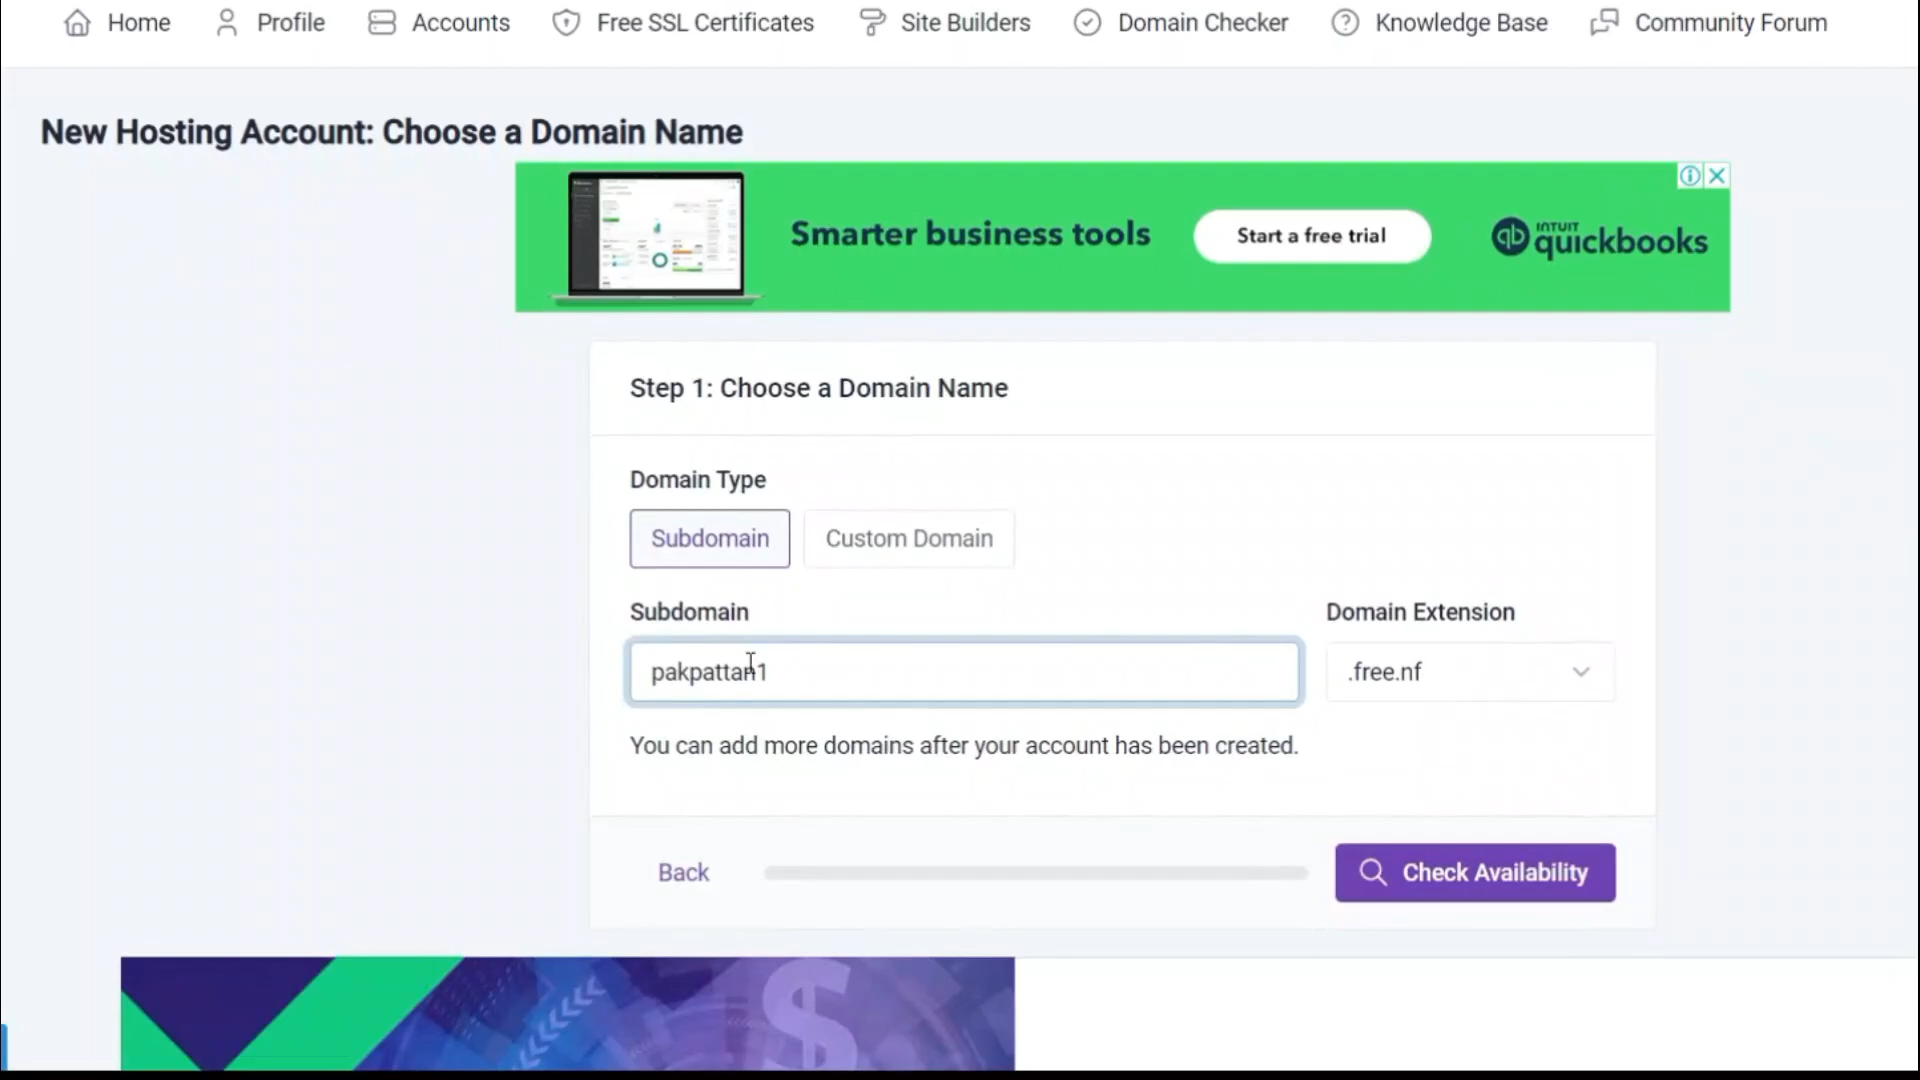 Home Profile Accounts Free SSL Certificates Site Builders Domain Checker Knowledge Base Community Forum
New Hosting Account: Choose a Domain Name
Smarter business tools
Start a free trial
qb INTUIT quickbooks
Step 1: Choose a Domain Name
Domain Type
Subdomain Custom Domain
Subdomain Domain Extension
pakpattan1 .free.nf
You can add more domains after your account has been created.
Back Check Availability
$